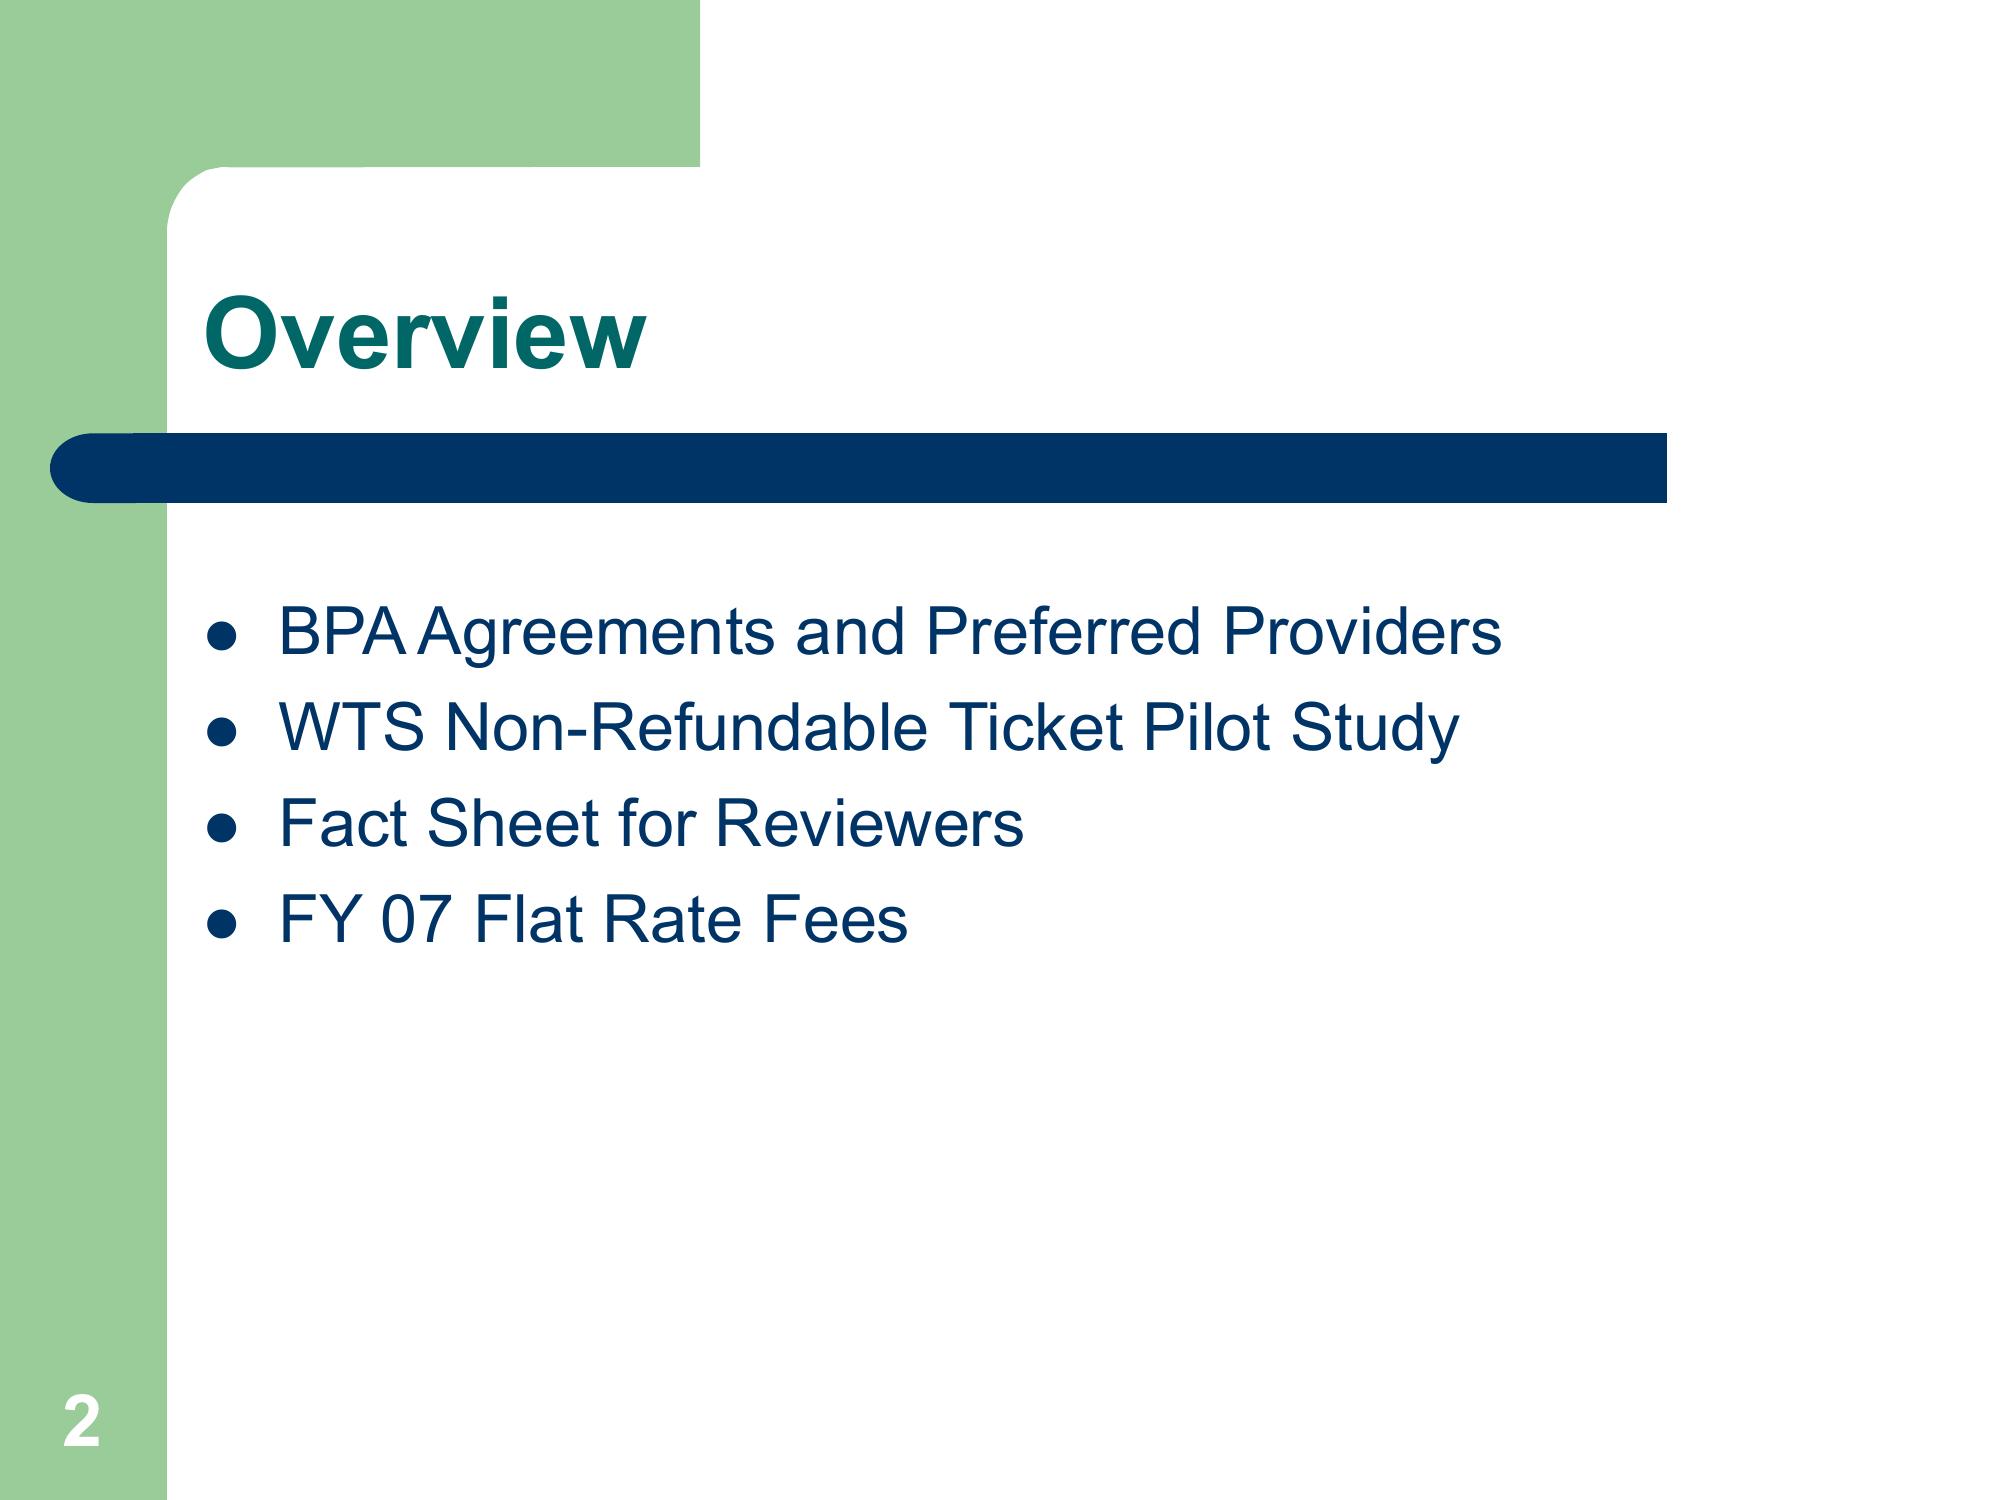 Overview
● BPA Agreements and Preferred Providers
● WTS Non-Refundable Ticket Pilot Study
● Fact Sheet for Reviewers
● FY 07 Flat Rate Fees
2